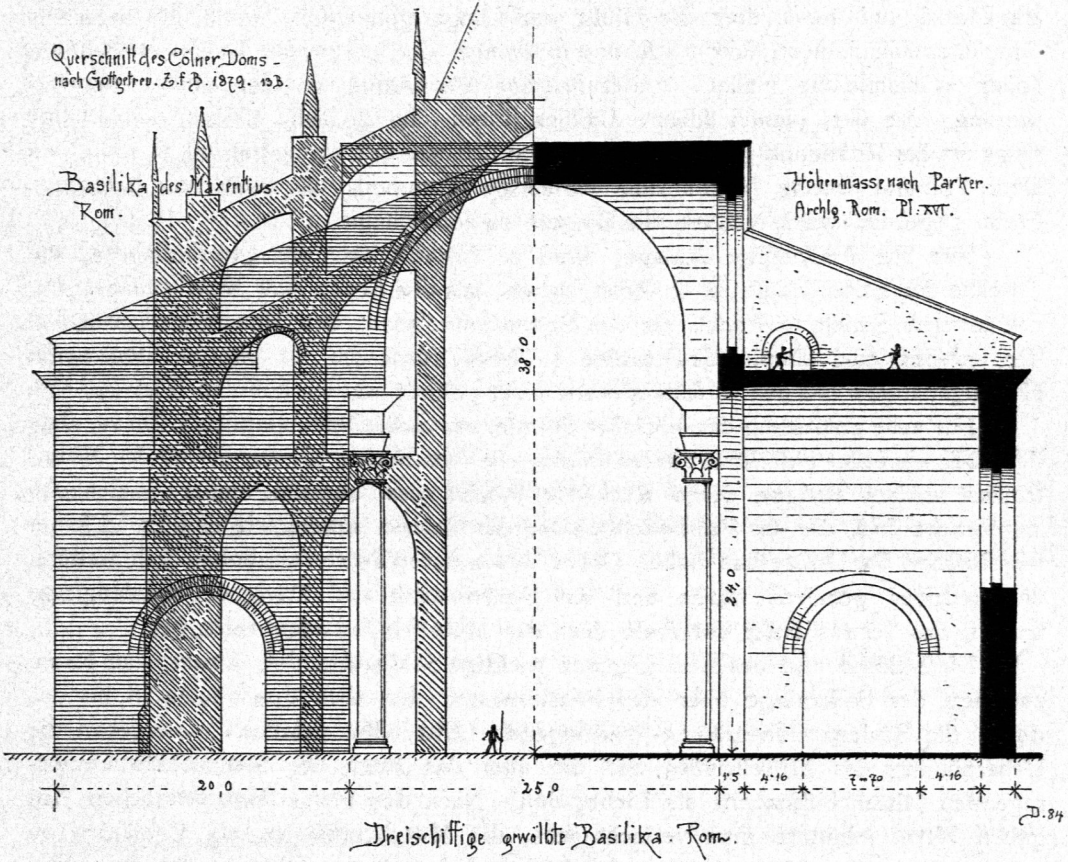 Querschnitt des Cölner Doms -
nach Gottgetreu. Z.f.B. 1879. 13B.
Basilika des Maxentius.
Rom.
Höhenmasse nach Parker.
Archlg. Rom. Pl. XVI.
38,0
24,0
20,0
25,0
1·5
4·16
7·70
4·16
D. 84
Dreischiffige gewölbte Basilika. Rom.